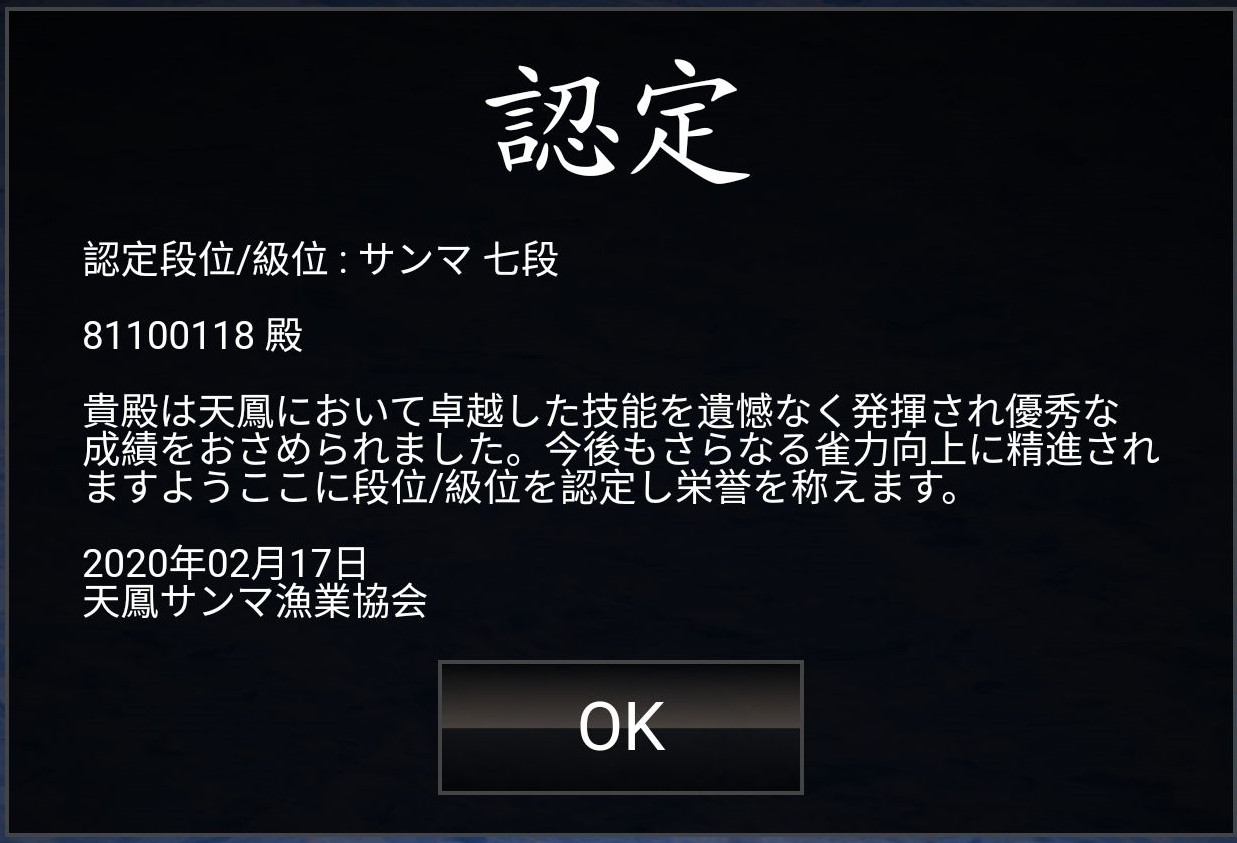 認定
認定段位/級位 : サンマ 七段
81100118 殿
貴殿は天鳳において卓越した技能を遺憾なく発揮され優秀な
成績をおさめられました。今後もさらなる雀力向上に精進され
ますようここに段位/級位を認定し栄誉を称えます。
2020年02月17日
天鳳サンマ漁業協会
OK